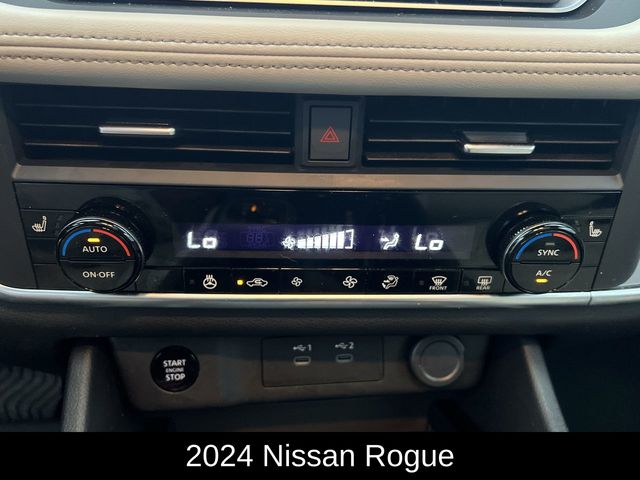 Lo Lo
AUTO
ON·OFF
SYNC
A/C
FRONT
REAR
START
ENGINE
STOP
1 2
2024 Nissan Rogue